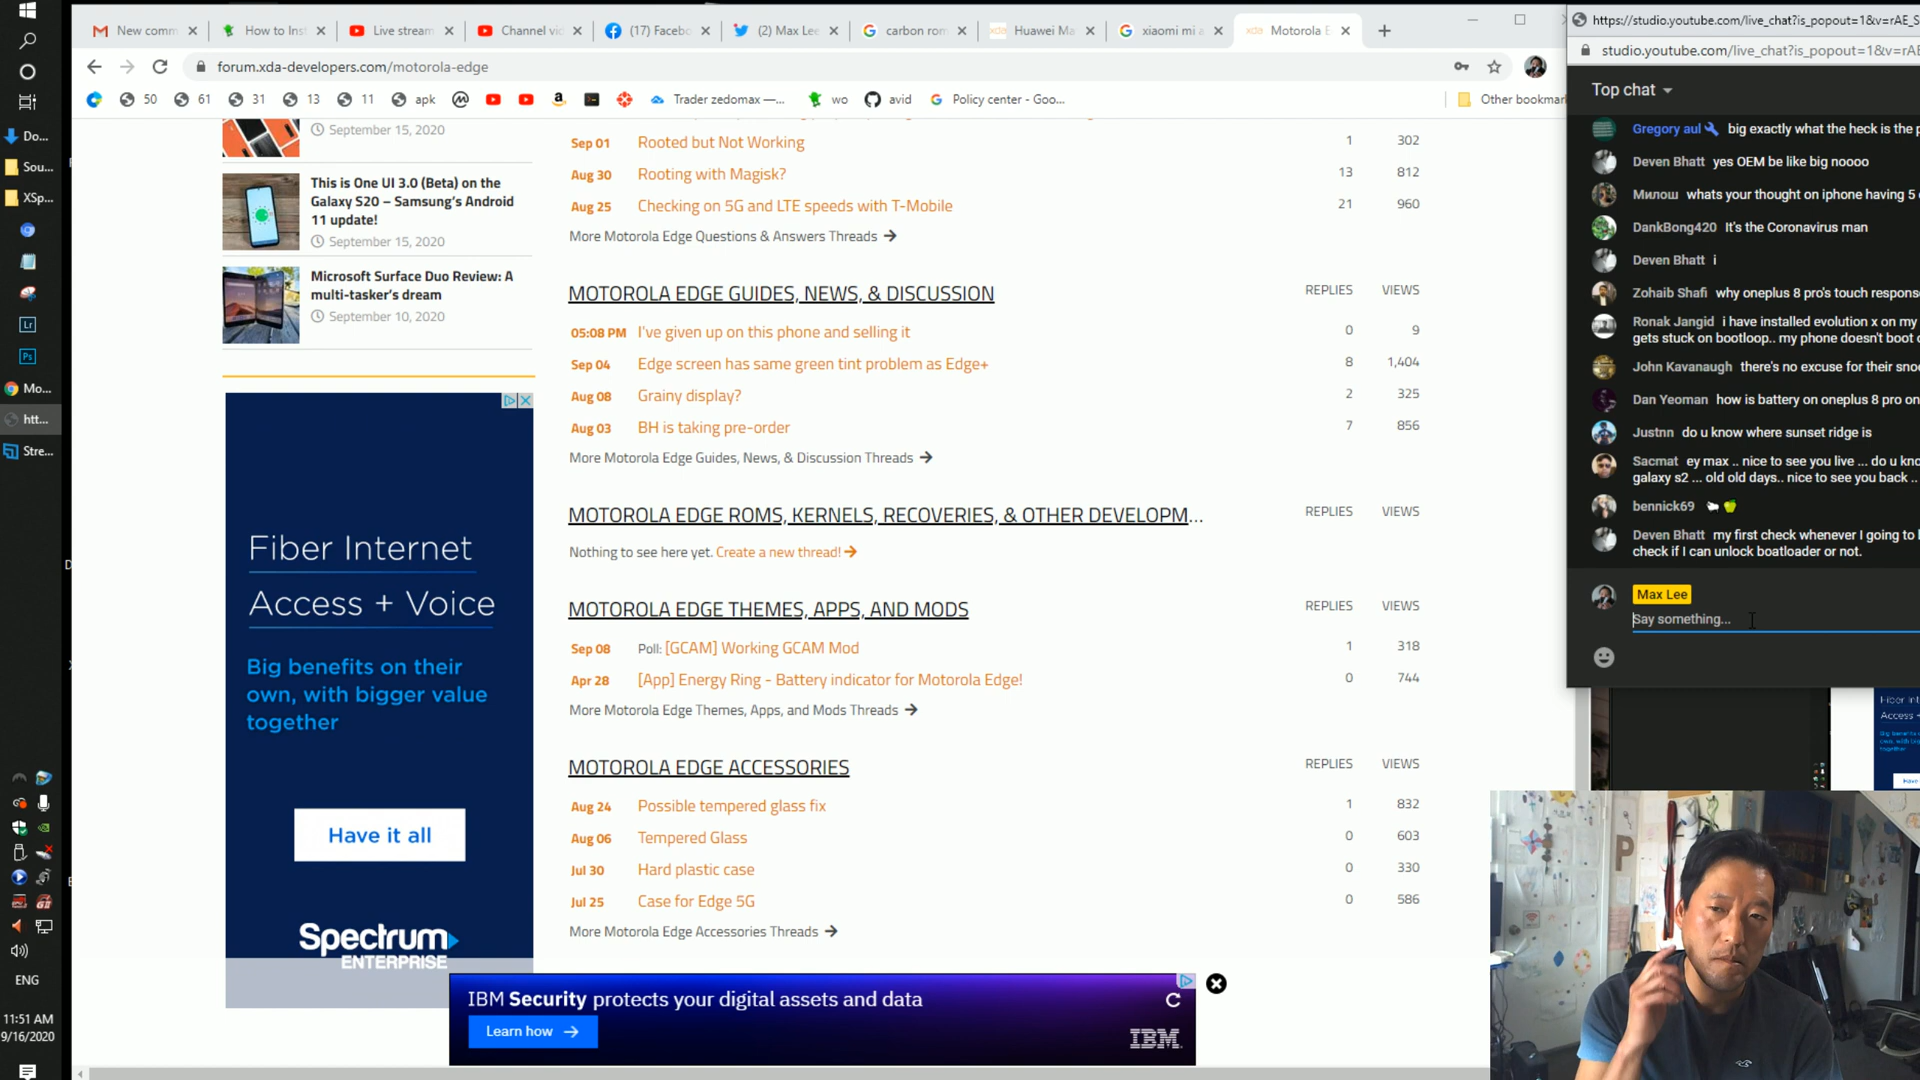 New comm
How to Inst
Live stream
Channel vi
(17) Facebo
(2) Max Lee
carbon rom
Huawei Ma
xiaomi mi a
Motorola E
forum.xda-developers.com/motorola-edge
50
61
31
13
11
apk
Trader zedomax —...
wo
avid
Policy center - Goo...
Other bookmar
Do...
Sou...
XSp...
Lr
Ps
Mo...
htt...
Stre...
ENG
11:51 AM
9/16/2020
September 15, 2020
This is One UI 3.0 (Beta) on the
Galaxy S20 – Samsung's Android
11 update!
September 15, 2020
Microsoft Surface Duo Review: A
multi-tasker's dream
September 10, 2020
Fiber Internet
Access + Voice
Big benefits on their
own, with bigger value
together
Have it all
Spectrum
ENTERPRISE
Sep 01 Rooted but Not Working 1 302
Aug 30 Rooting with Magisk? 13 812
Aug 25 Checking on 5G and LTE speeds with T-Mobile 21 960
More Motorola Edge Questions & Answers Threads
MOTOROLA EDGE GUIDES, NEWS, & DISCUSSION REPLIES VIEWS
05:08 PM I've given up on this phone and selling it 0 9
Sep 04 Edge screen has same green tint problem as Edge+ 8 1,404
Aug 08 Grainy display? 2 325
Aug 03 BH is taking pre-order 7 856
More Motorola Edge Guides, News, & Discussion Threads
MOTOROLA EDGE ROMS, KERNELS, RECOVERIES, & OTHER DEVELOPM... REPLIES VIEWS
Nothing to see here yet. Create a new thread!
MOTOROLA EDGE THEMES, APPS, AND MODS REPLIES VIEWS
Sep 08 Poll: [GCAM] Working GCAM Mod 1 318
Apr 28 [App] Energy Ring - Battery indicator for Motorola Edge! 0 744
More Motorola Edge Themes, Apps, and Mods Threads
MOTOROLA EDGE ACCESSORIES REPLIES VIEWS
Aug 24 Possible tempered glass fix 1 832
Aug 06 Tempered Glass 0 603
Jul 30 Hard plastic case 0 330
Jul 25 Case for Edge 5G 0 586
More Motorola Edge Accessories Threads
IBM Security protects your digital assets and data
Learn how
IBM
https://studio.youtube.com/live_chat?is_popout=1&v=rAE_S
studio.youtube.com/live_chat?is_popout=1&v=rAE
Top chat
Gregory aul big exactly what the heck is the p
Deven Bhatt yes OEM be like big noooo
Милош whats your thought on iphone having 5
DankBong420 It's the Coronavirus man
Deven Bhatt i
Zohaib Shafi why oneplus 8 pro's touch respons
Ronak Jangid i have installed evolution x on my
gets stuck on bootloop.. my phone doesn't boot
John Kavanaugh there's no excuse for their sno
Dan Yeoman how is battery on oneplus 8 pro on
Justnn do u know where sunset ridge is
Sacmat ey max .. nice to see you live ... do u kno
galaxy s2 ... old old days.. nice to see you back ..
bennick69
Deven Bhatt my first check whenever I going to
check if I can unlock boatloader or not.
Max Lee
Say something...
Fiber Int
Access +